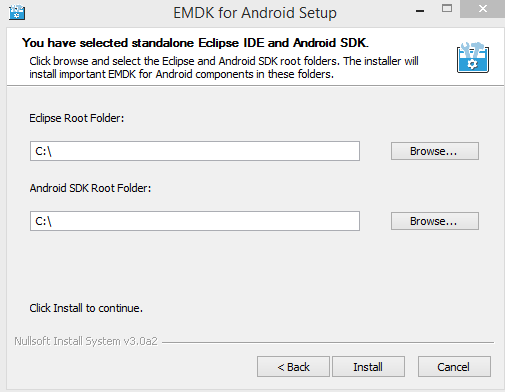 EMDK for Android Setup
You have selected standalone Eclipse IDE and Android SDK.
Click browse and select the Eclipse and Android SDK root folders. The installer will
install important EMDK for Android components in these folders.
Eclipse Root Folder:
C:\
Browse...
Android SDK Root Folder:
C:\
Browse...
Click Install to continue.
Nullsoft Install System v3.0a2
< Back
Install
Cancel